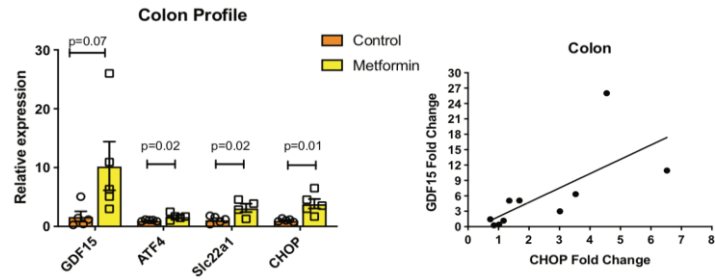 Colon Profile
p=0.07
p=0.02
p=0.02
p=0.01
30
20
10
0
Relative expression
GDF15
ATF4
Slc22a1
CHOP
Control
Metformin
Colon
30
27
24
21
18
15
12
9
6
3
0
GDF15 Fold Change
0 1 2 3 4 5 6 7 8
CHOP Fold Change